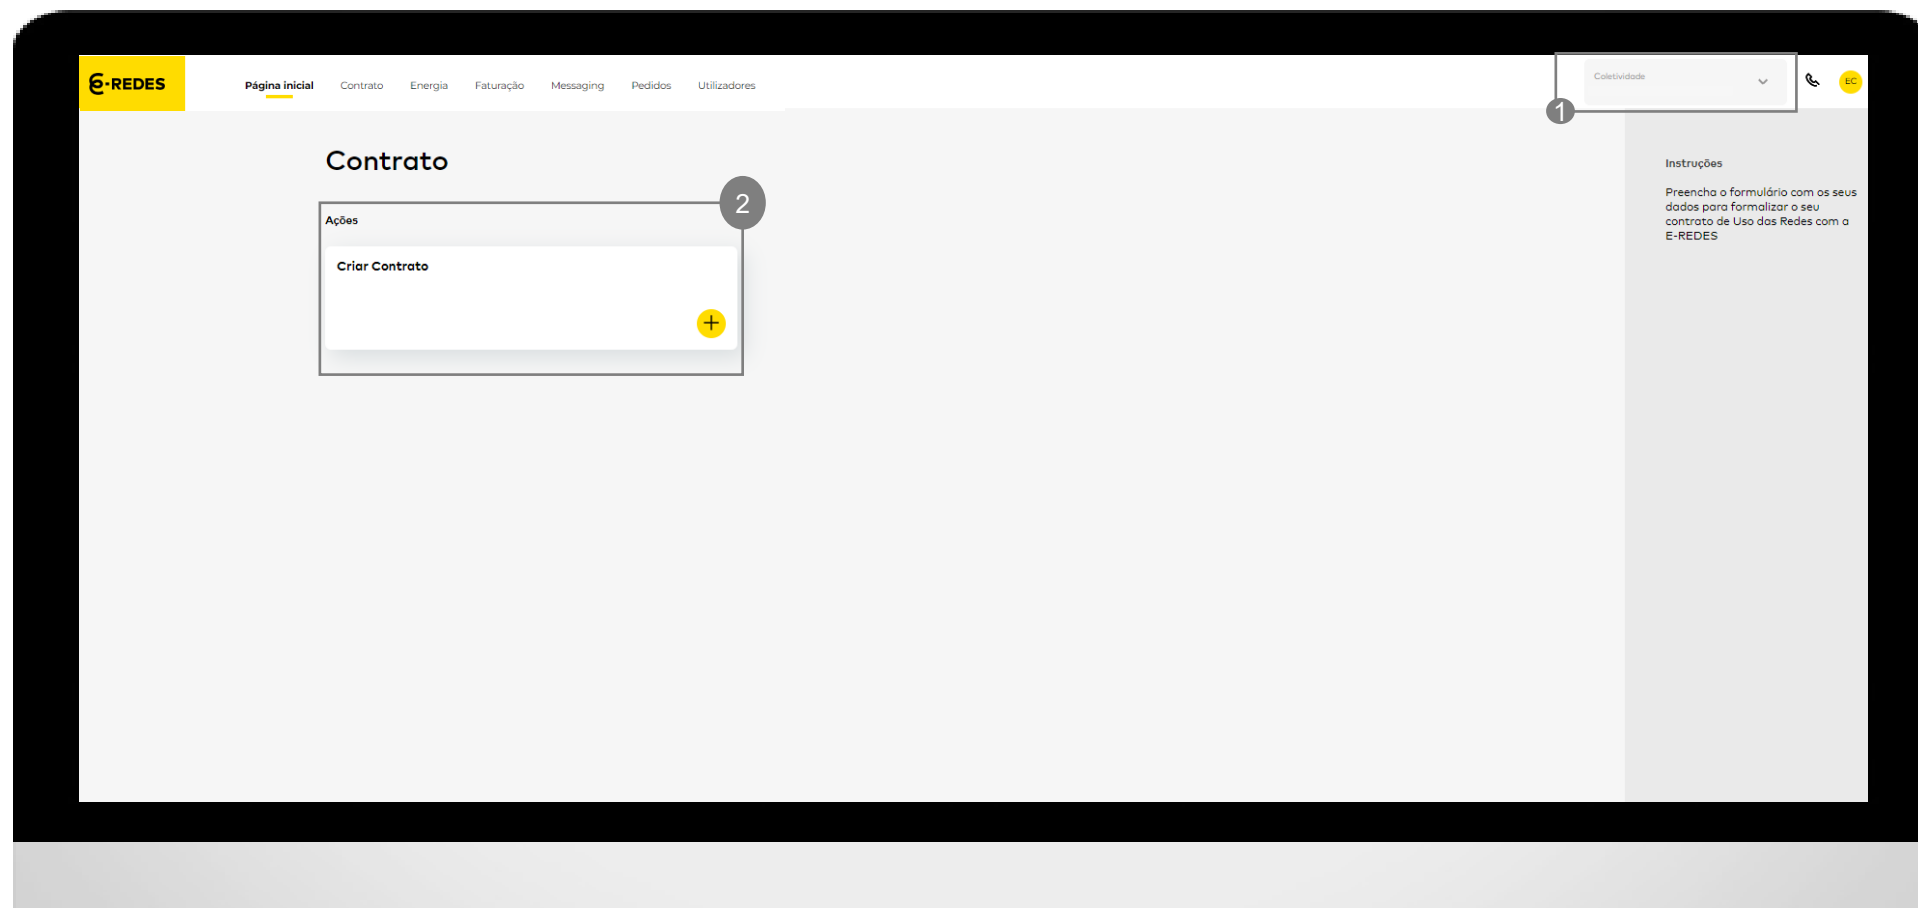 E-REDES
Página inicial Contrato Energia Faturação Messaging Pedidos Utilizadores
Coletividade
EC
1
Contrato
2
Ações
Criar Contrato
Instruções
Preencha o formulário com os seus
dados para formalizar o seu
contrato de Uso das Redes com a
E-REDES